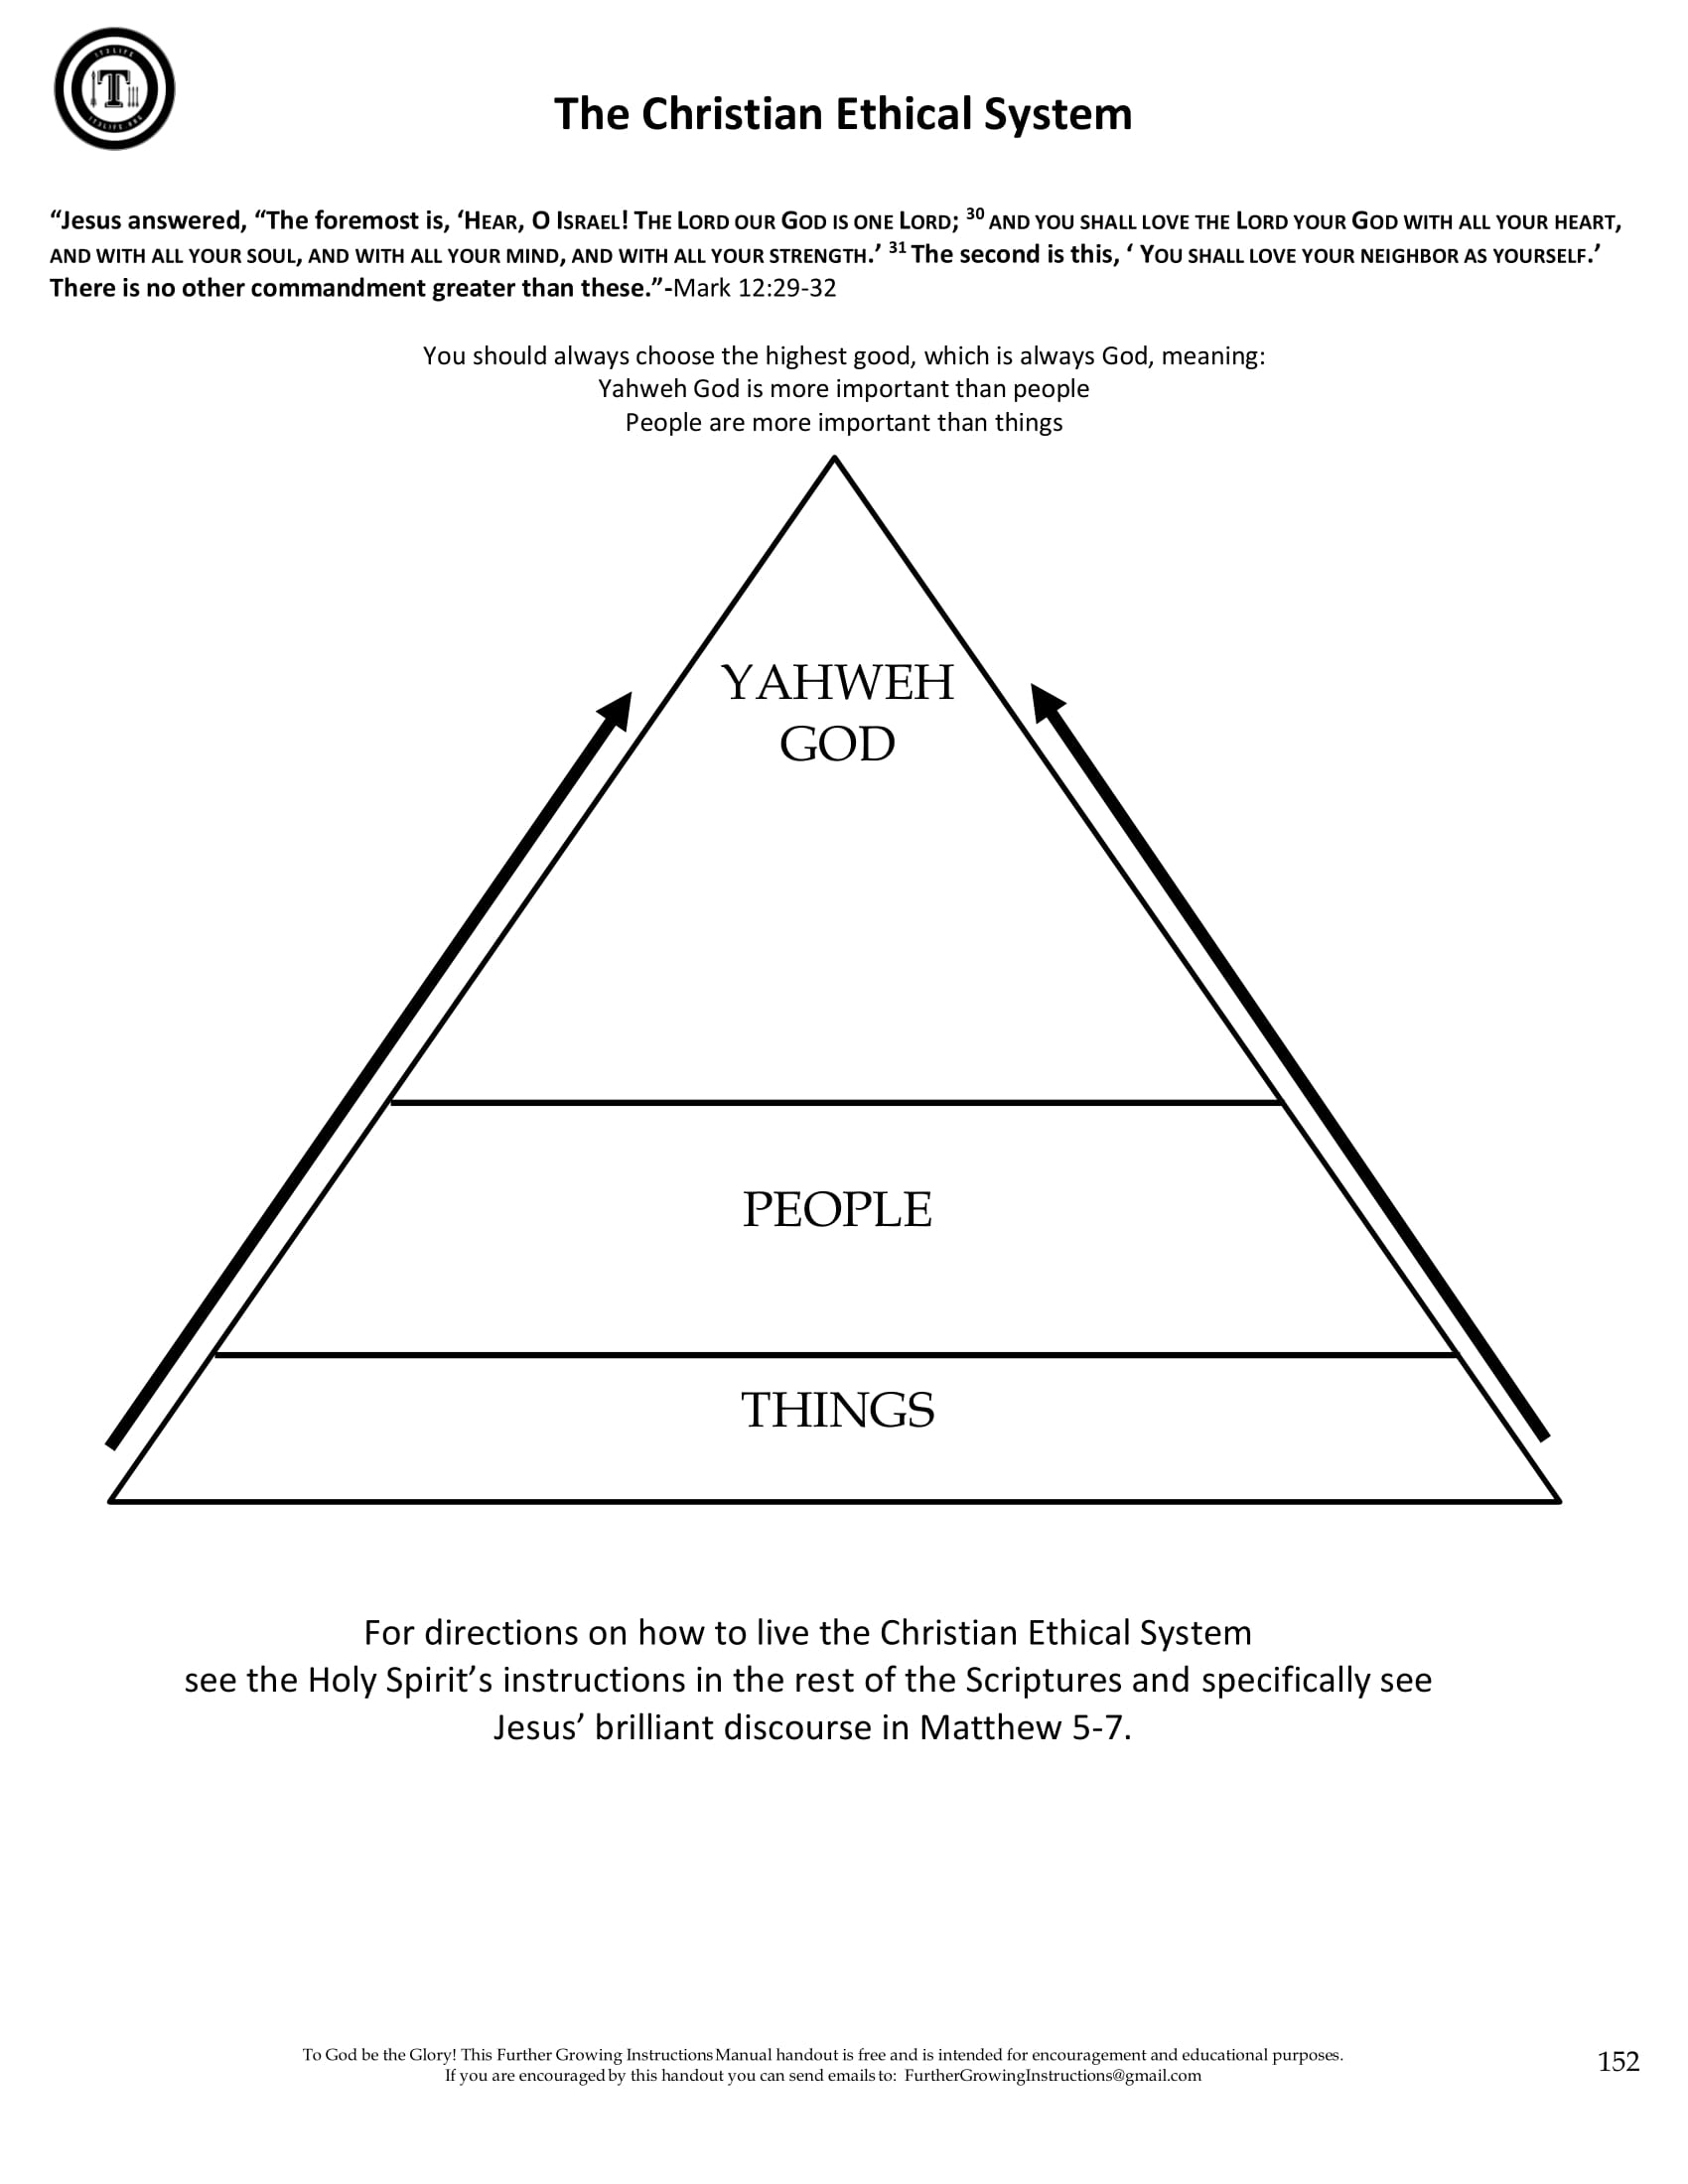 IT3LIFE
T
IT3LIFE.ORG
The Christian Ethical System
“Jesus answered, “The foremost is, ‘HEAR, O ISRAEL! THE LORD OUR GOD IS ONE LORD; 30 AND YOU SHALL LOVE THE LORD YOUR GOD WITH ALL YOUR HEART,
AND WITH ALL YOUR SOUL, AND WITH ALL YOUR MIND, AND WITH ALL YOUR STRENGTH.’ 31 The second is this, ‘ YOU SHALL LOVE YOUR NEIGHBOR AS YOURSELF.’
There is no other commandment greater than these.”-Mark 12:29-32
You should always choose the highest good, which is always God, meaning:
Yahweh God is more important than people
People are more important than things
YAHWEH
GOD
PEOPLE
THINGS
For directions on how to live the Christian Ethical System
see the Holy Spirit’s instructions in the rest of the Scriptures and specifically see
Jesus’ brilliant discourse in Matthew 5-7.
To God be the Glory! This Further Growing Instructions Manual handout is free and is intended for encouragement and educational purposes.
If you are encouraged by this handout you can send emails to: FurtherGrowingInstructions@gmail.com
152